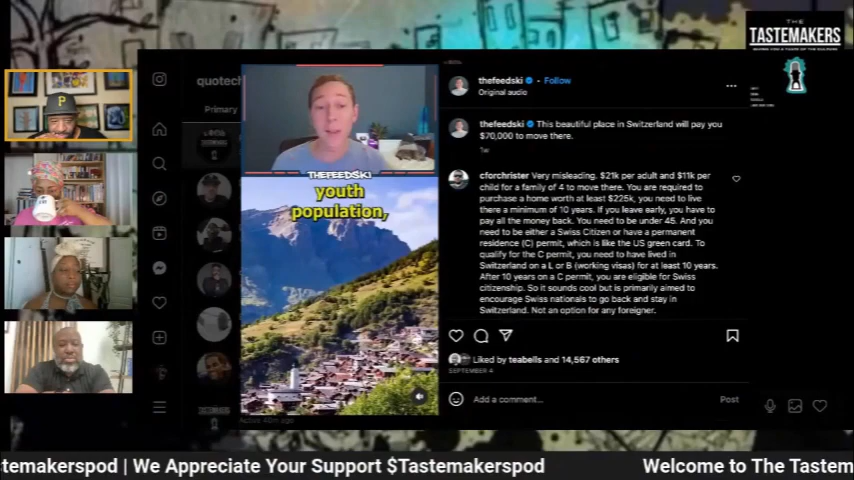 THE
TASTEMAKERS
quotech
Primary
thefeedski • Follow
Original audio
THEFEEDSKI
youth
population,
thefeedski This beautiful place in Switzerland will pay you
$70,000 to move there.
1w
cforchrister Very misleading. $21k per adult and $11k per
child for a family of 4 to move there. You are required to
purchase a home worth at least $225k, you need to live
there a minimum of 10 years. If you leave early, you have to
pay all the money back. You need to be under 45. And you
need to be either a Swiss Citizen or have a permanent
residence (C) permit, which is like the US green card. To
qualify for the C permit, you need to have lived in
Switzerland on a L or B (working visas) for at least 10 years.
After 10 years on a C permit, you are eligible for Swiss
citizenship. So it sounds cool but is primarily aimed to
encourage Swiss nationals to go back and stay in
Switzerland. Not an option for any foreigner.
Liked by teabells and 14,567 others
SEPTEMBER 4
Add a comment...
Post
temakerspod | We Appreciate Your Support $Tastemakerspod
Welcome to The Tastem